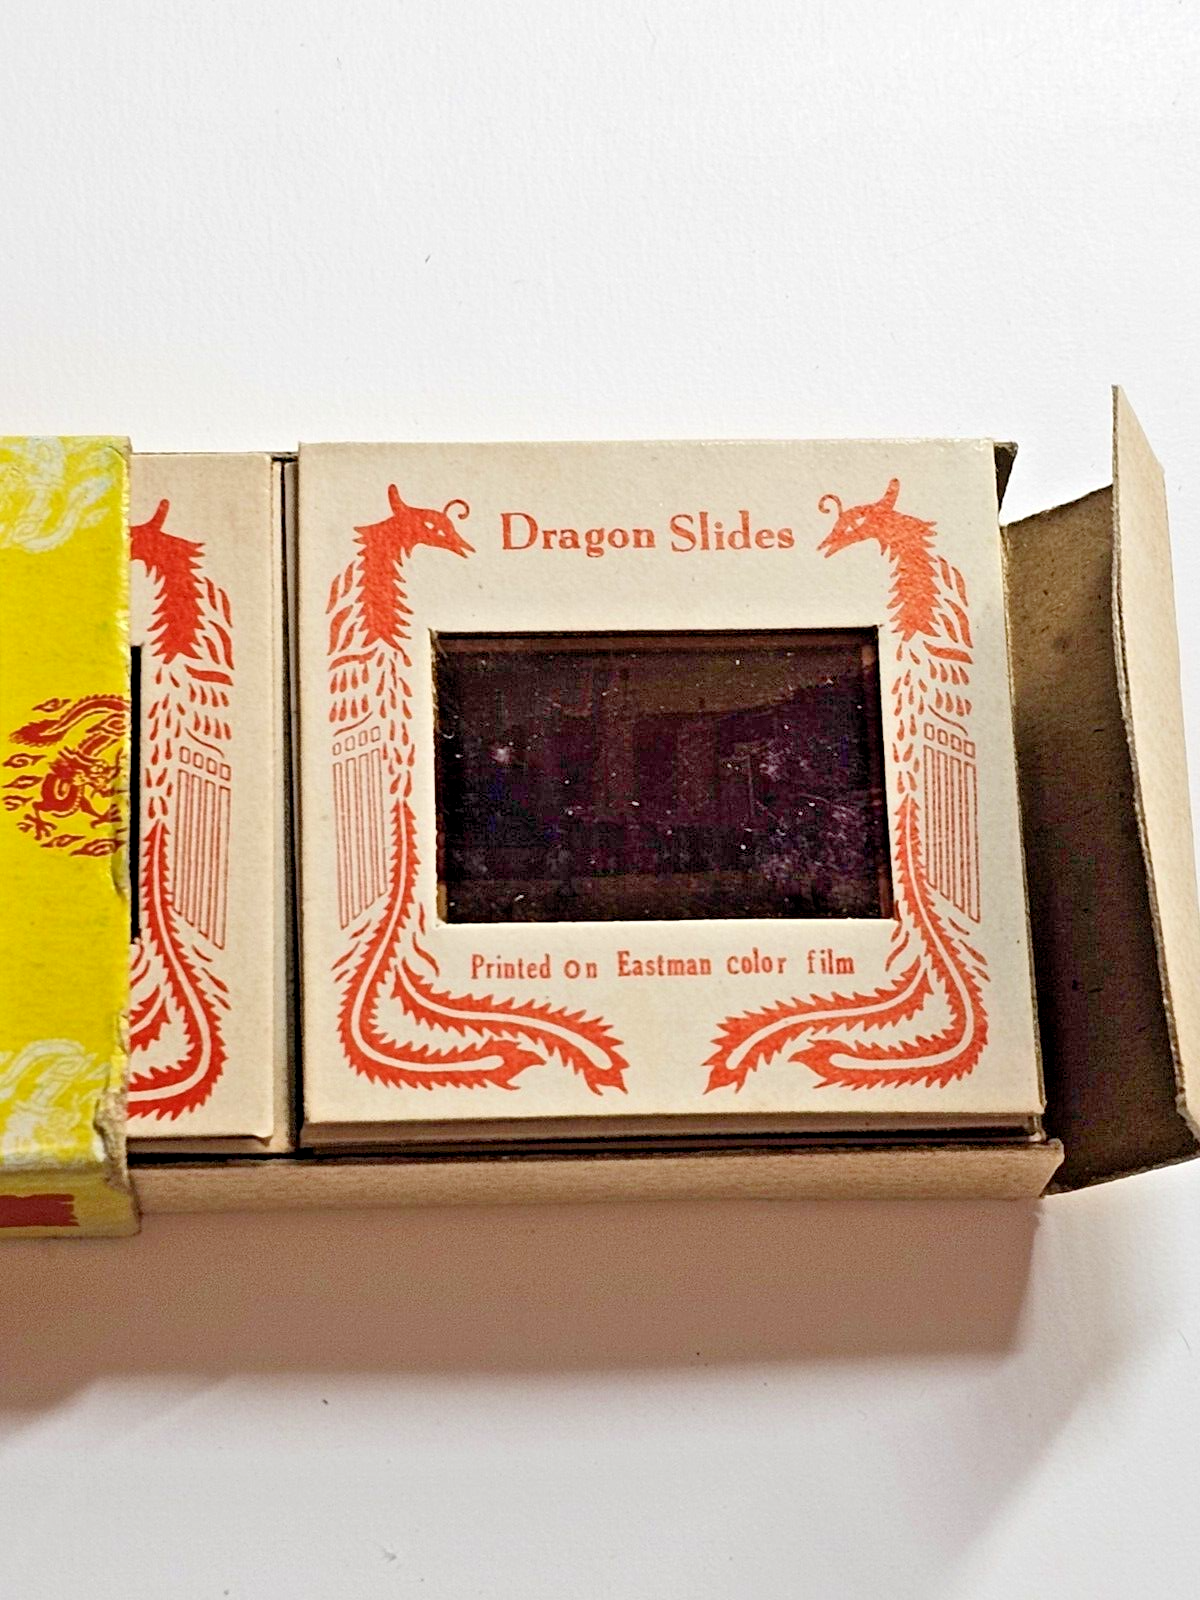 Dragon Slides
Printed on Eastman color film